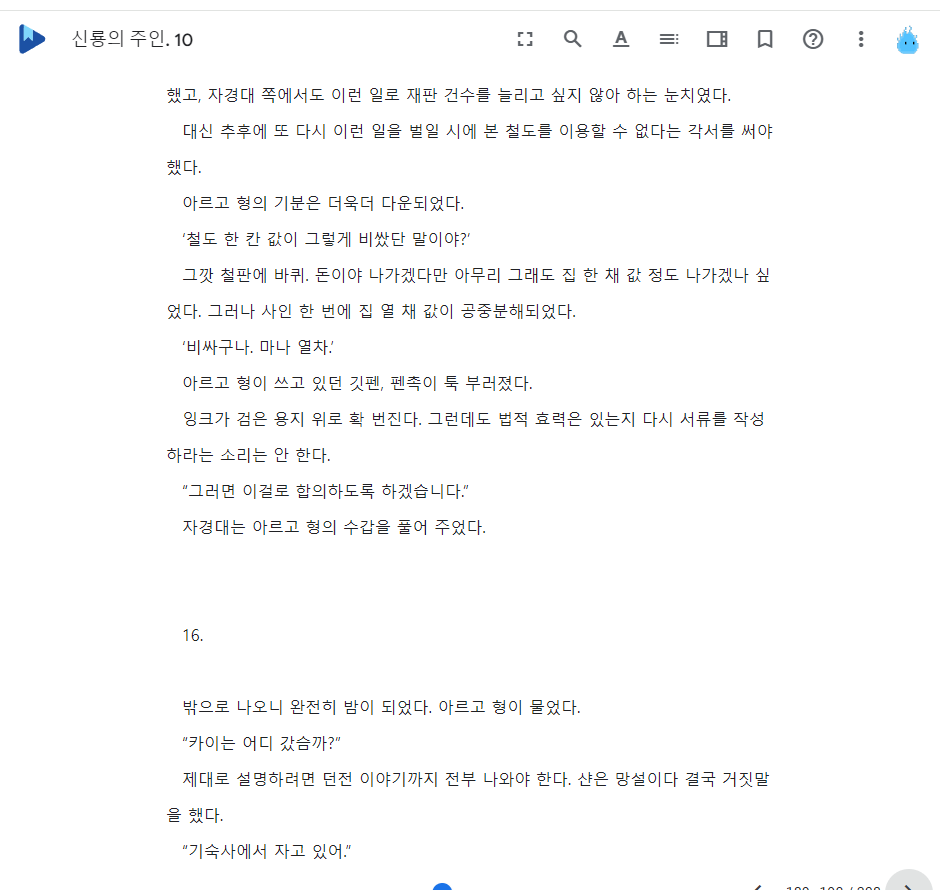 신룡의 주인. 10
했고, 자경대 쪽에서도 이런 일로 재판 건수를 늘리고 싶지 않아 하는 눈치였다.
대신 추후에 또 다시 이런 일을 벌일 시에 본 철도를 이용할 수 없다는 각서를 써야
했다.
아르고 형의 기분은 더욱더 다운되었다.
‘철도 한 칸 값이 그렇게 비쌌단 말이야?’
그깟 철판에 바퀴. 돈이야 나가겠다만 아무리 그래도 집 한 채 값 정도 나가겠나 싶
었다. 그러나 사인 한 번에 집 열 채 값이 공중분해되었다.
‘비싸구나. 마나 열차.’
아르고 형이 쓰고 있던 깃펜, 펜촉이 툭 부러졌다.
잉크가 검은 용지 위로 확 번진다. 그런데도 법적 효력은 있는지 다시 서류를 작성
하라는 소리는 안 한다.
“그러면 이걸로 합의하도록 하겠습니다.”
자경대는 아르고 형의 수갑을 풀어 주었다.
16.
밖으로 나오니 완전히 밤이 되었다. 아르고 형이 물었다.
“카이는 어디 갔슴까?”
제대로 설명하려면 던전 이야기까지 전부 나와야 한다. 샨은 망설이다 결국 거짓말
을 했다.
“기숙사에서 자고 있어.”